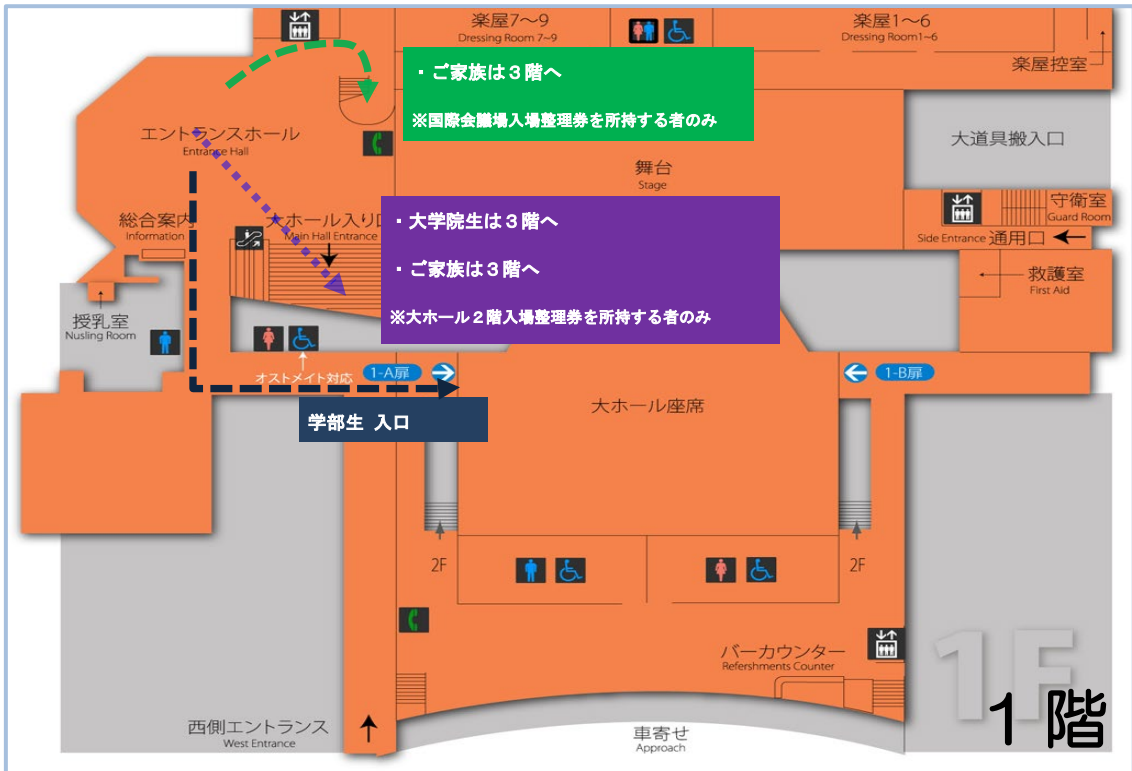 楽屋7～9
Dressing Room 7~9
楽屋1～6
Dressing Room1~6
楽屋控室
・ご家族は３階へ
※国際会議場入場整理券を所持する者のみ
エントランスホール
Entrance Hall
大道具搬入口
舞台
Stage
総合案内
Information
大ホール入り口
Main Hall Entrance
・大学院生は３階へ
・ご家族は３階へ
※大ホール２階入場整理券を所持する者のみ
守衛室
Guard Room
Side Entrance 通用口
救護室
First Aid
授乳室
Nusling Room
オストメイト対応
1-A扉
1-B扉
大ホール座席
学部生 入口
2F
2F
バーカウンター
Refershments Counter
西側エントランス
West Entrance
車寄せ
Approach
1F
1階